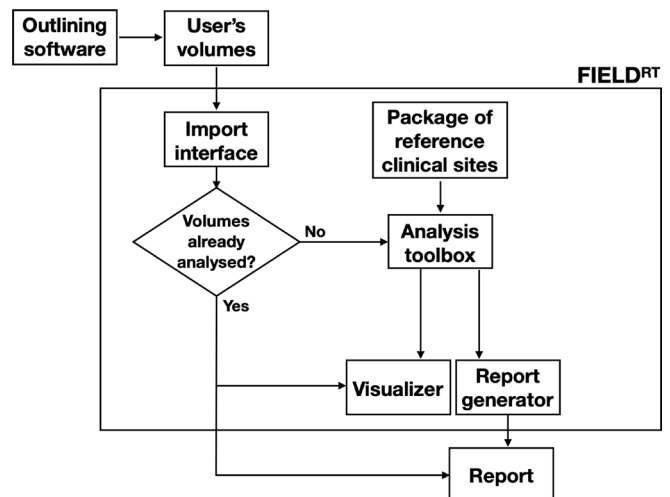 Outlining
software
User's
volumes
FIELDRT
Import
interface
Package of
reference
clinical sites
Volumes
already
analysed?
No
Analysis
toolbox
Yes
Visualizer
Report
generator
Report